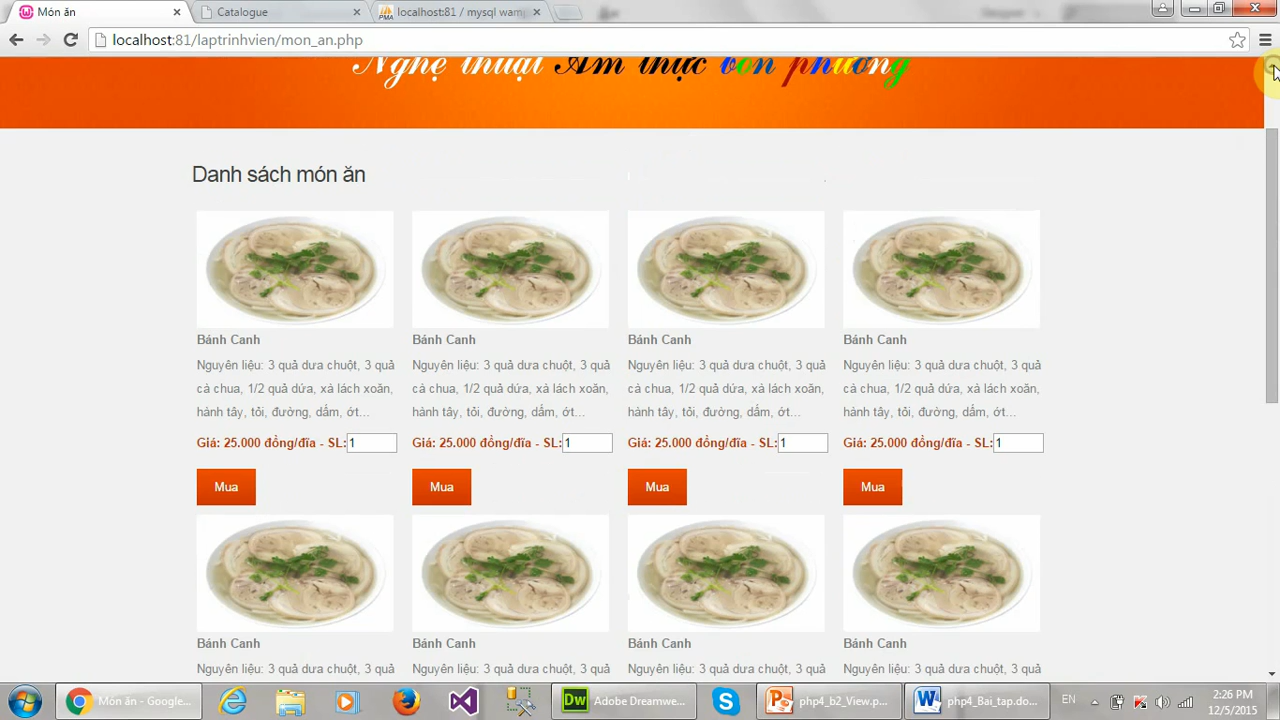 Món ăn
Catalogue
localhost:81 / mysql wamp
localhost:81/laptrinhvien/mon_an.php
Nghệ thuật Ẩm thực bốn phương
Danh sách món ăn
Bánh Canh Bánh Canh Bánh Canh Bánh Canh
Nguyên liệu: 3 quả dưa chuột, 3 quả Nguyên liệu: 3 quả dưa chuột, 3 quả Nguyên liệu: 3 quả dưa chuột, 3 quả Nguyên liệu: 3 quả dưa chuột, 3 quả
cà chua, 1/2 quả dứa, xà lách xoăn, cà chua, 1/2 quả dứa, xà lách xoăn, cà chua, 1/2 quả dứa, xà lách xoăn, cà chua, 1/2 quả dứa, xà lách xoăn,
hành tây, tỏi, đường, dấm, ớt... hành tây, tỏi, đường, dấm, ớt... hành tây, tỏi, đường, dấm, ớt... hành tây, tỏi, đường, dấm, ớt...
Giá: 25.000 đồng/đĩa - SL: 1 Giá: 25.000 đồng/đĩa - SL: 1 Giá: 25.000 đồng/đĩa - SL: 1 Giá: 25.000 đồng/đĩa - SL: 1
Mua Mua Mua Mua
Bánh Canh Bánh Canh Bánh Canh Bánh Canh
Nguyên liệu: 3 quả dưa chuột, 3 quả Nguyên liệu: 3 quả dưa chuột, 3 quả Nguyên liệu: 3 quả dưa chuột, 3 quả Nguyên liệu: 3 quả dưa chuột, 3 quả
Món ăn - Google...
Dw Adobe Dreamwe...
php4_b2_View.p...
php4_Bai_tap.do...
EN
2:26 PM
12/5/2015